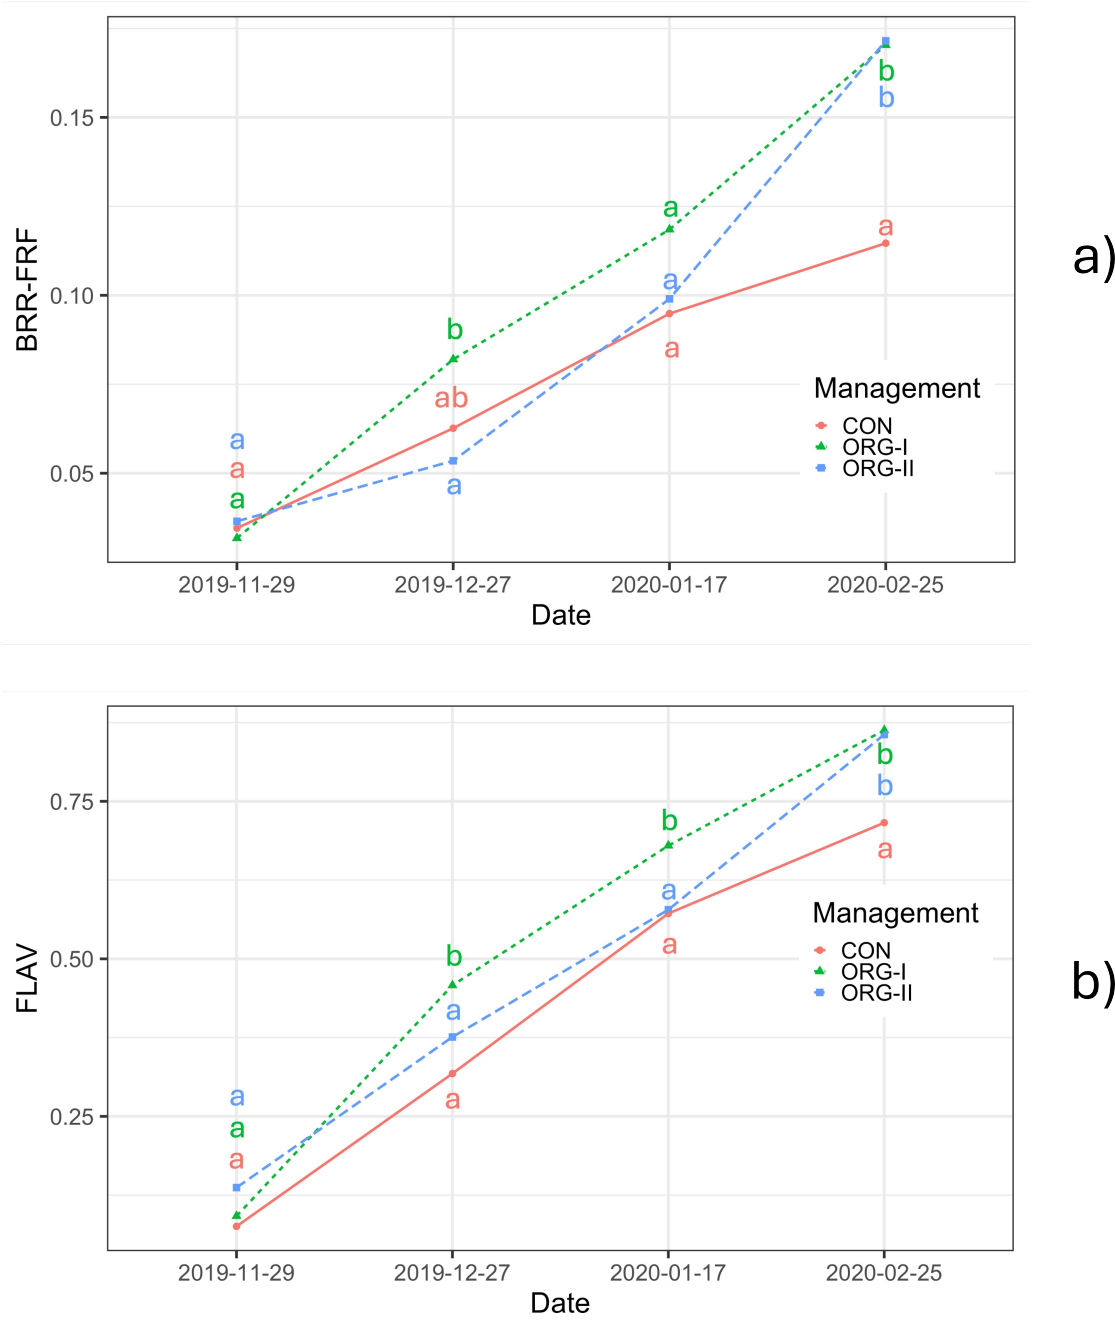 b
0.15
b
a
a
BRR-FRF
a)
a
0.10
b
a
Management
ab
CON
ORG-I
ORG-II
a
a
0.05
a
a
2019-11-29 2019-12-27 2020-01-17 2020-02-25
Date
b
0.75
b
b
a
a
Management
b
a
FLAV
CON
0.50
ORG-I
b)
ORG-II
a
a
a
0.25
a
a
2019-11-29 2019-12-27 2020-01-17 2020-02-25
Date